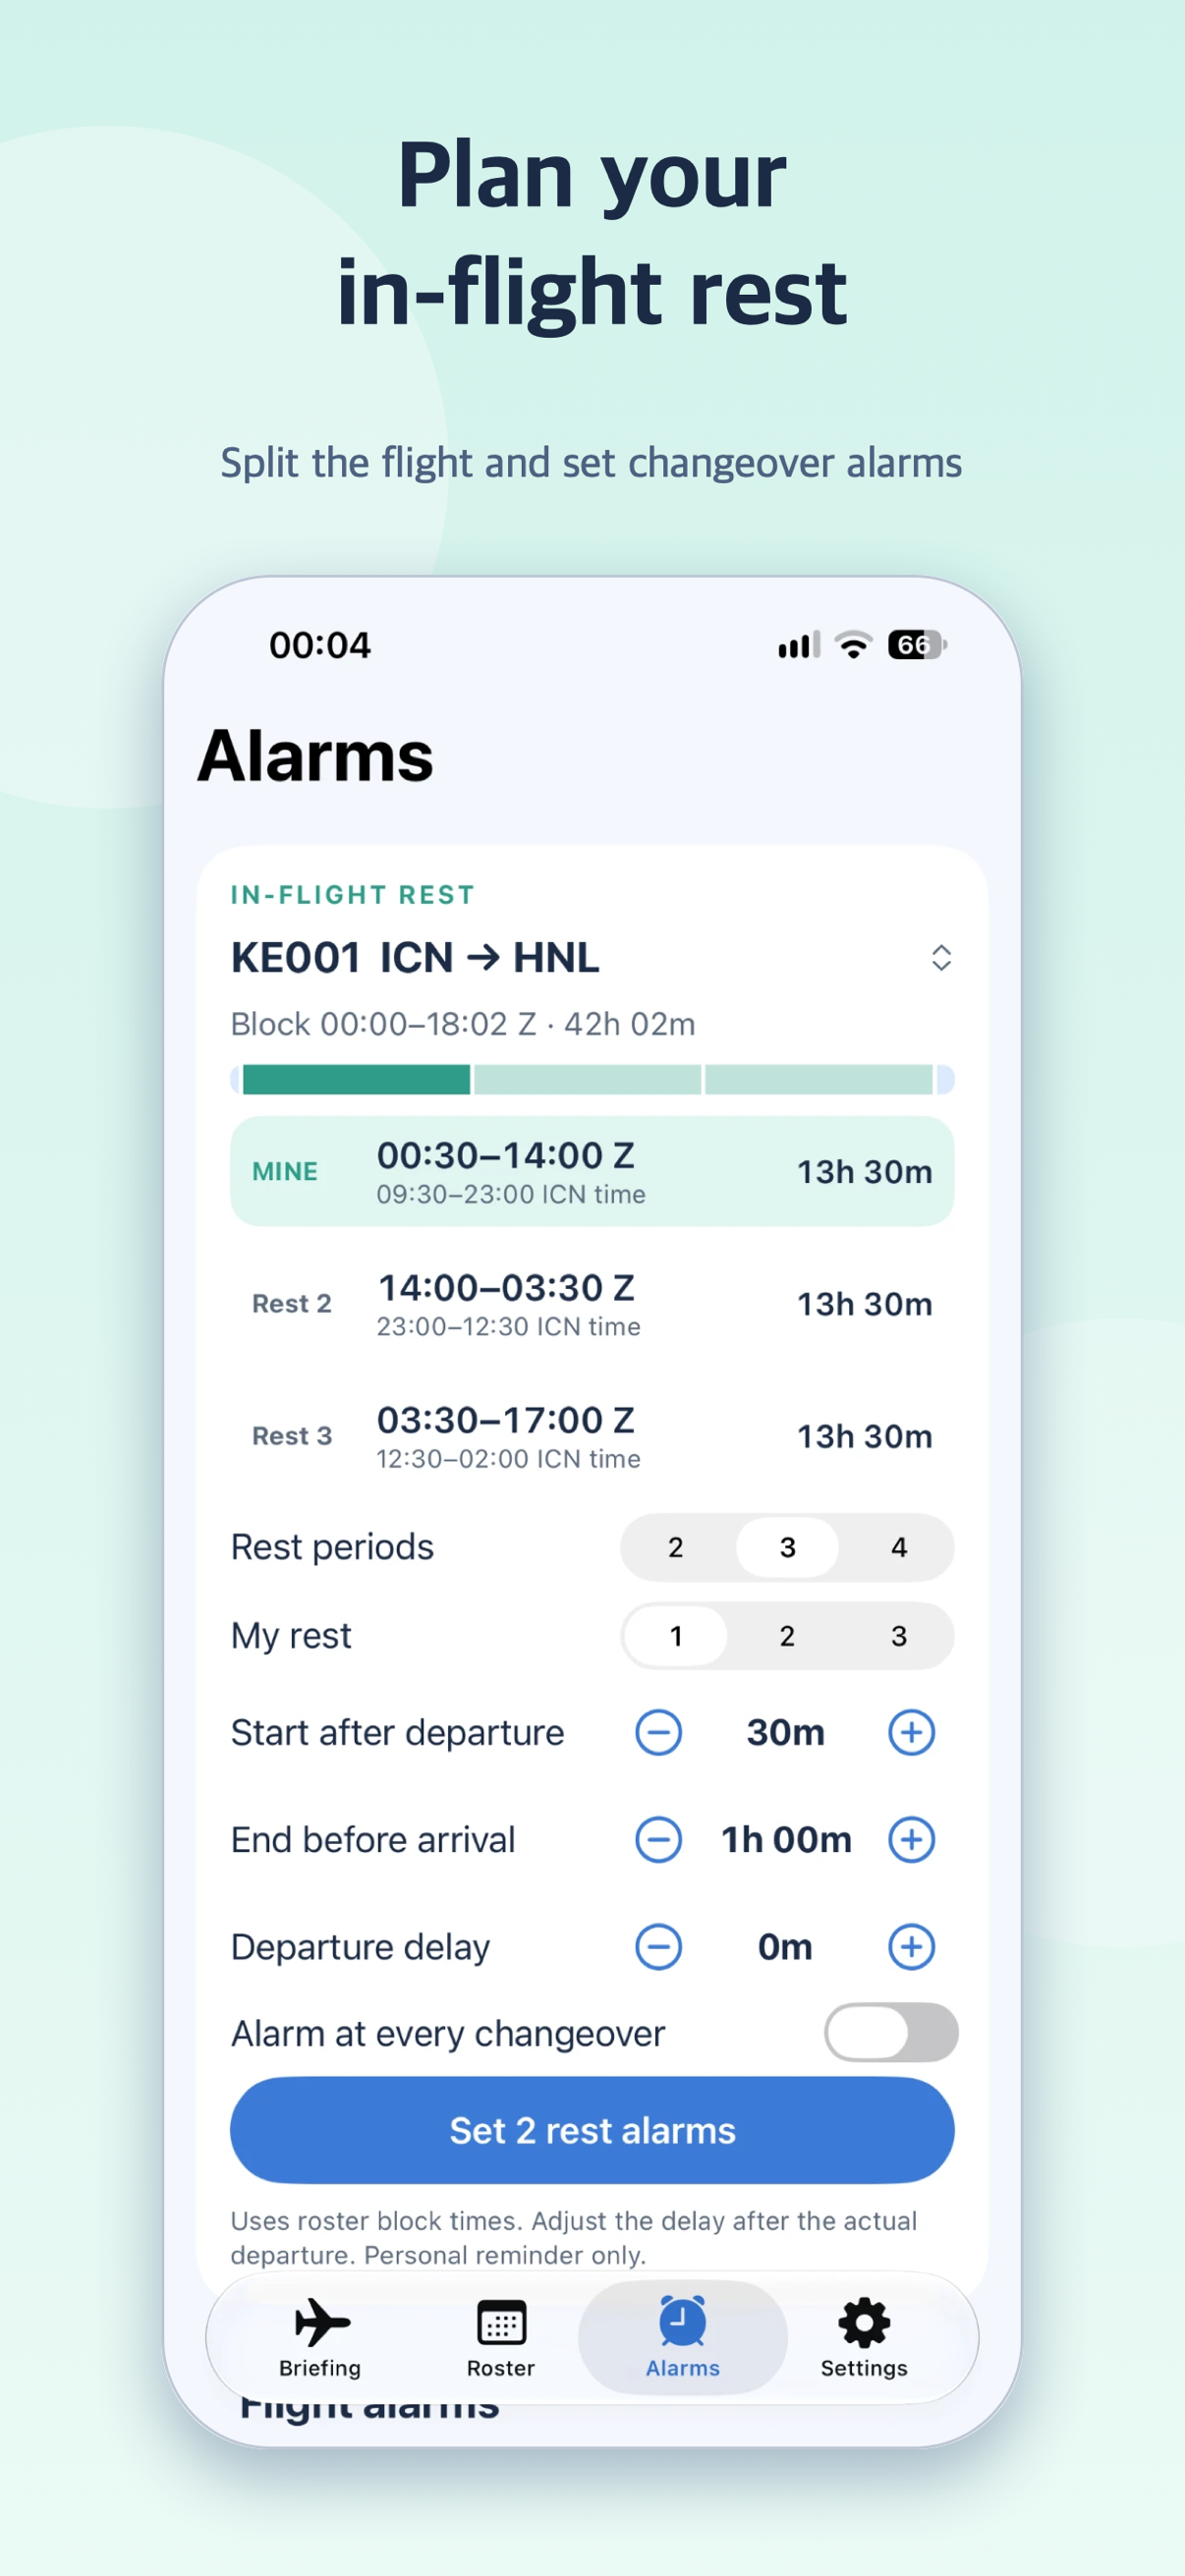 Plan your
in-flight rest
Split the flight and set changeover alarms
00:04
66
Alarms
IN-FLIGHT REST
KE001 ICN → HNL
Block 00:00–18:02 Z · 42h 02m
MINE
00:30–14:00 Z
09:30–23:00 ICN time
13h 30m
Rest 2
14:00–03:30 Z
23:00–12:30 ICN time
13h 30m
Rest 3
03:30–17:00 Z
12:30–02:00 ICN time
13h 30m
Rest periods
2 3 4
My rest
1 2 3
Start after departure
30m
End before arrival
1h 00m
Departure delay
0m
Alarm at every changeover
Set 2 rest alarms
Uses roster block times. Adjust the delay after the actual
departure. Personal reminder only.
Briefing Roster Alarms Settings
Flight alarms